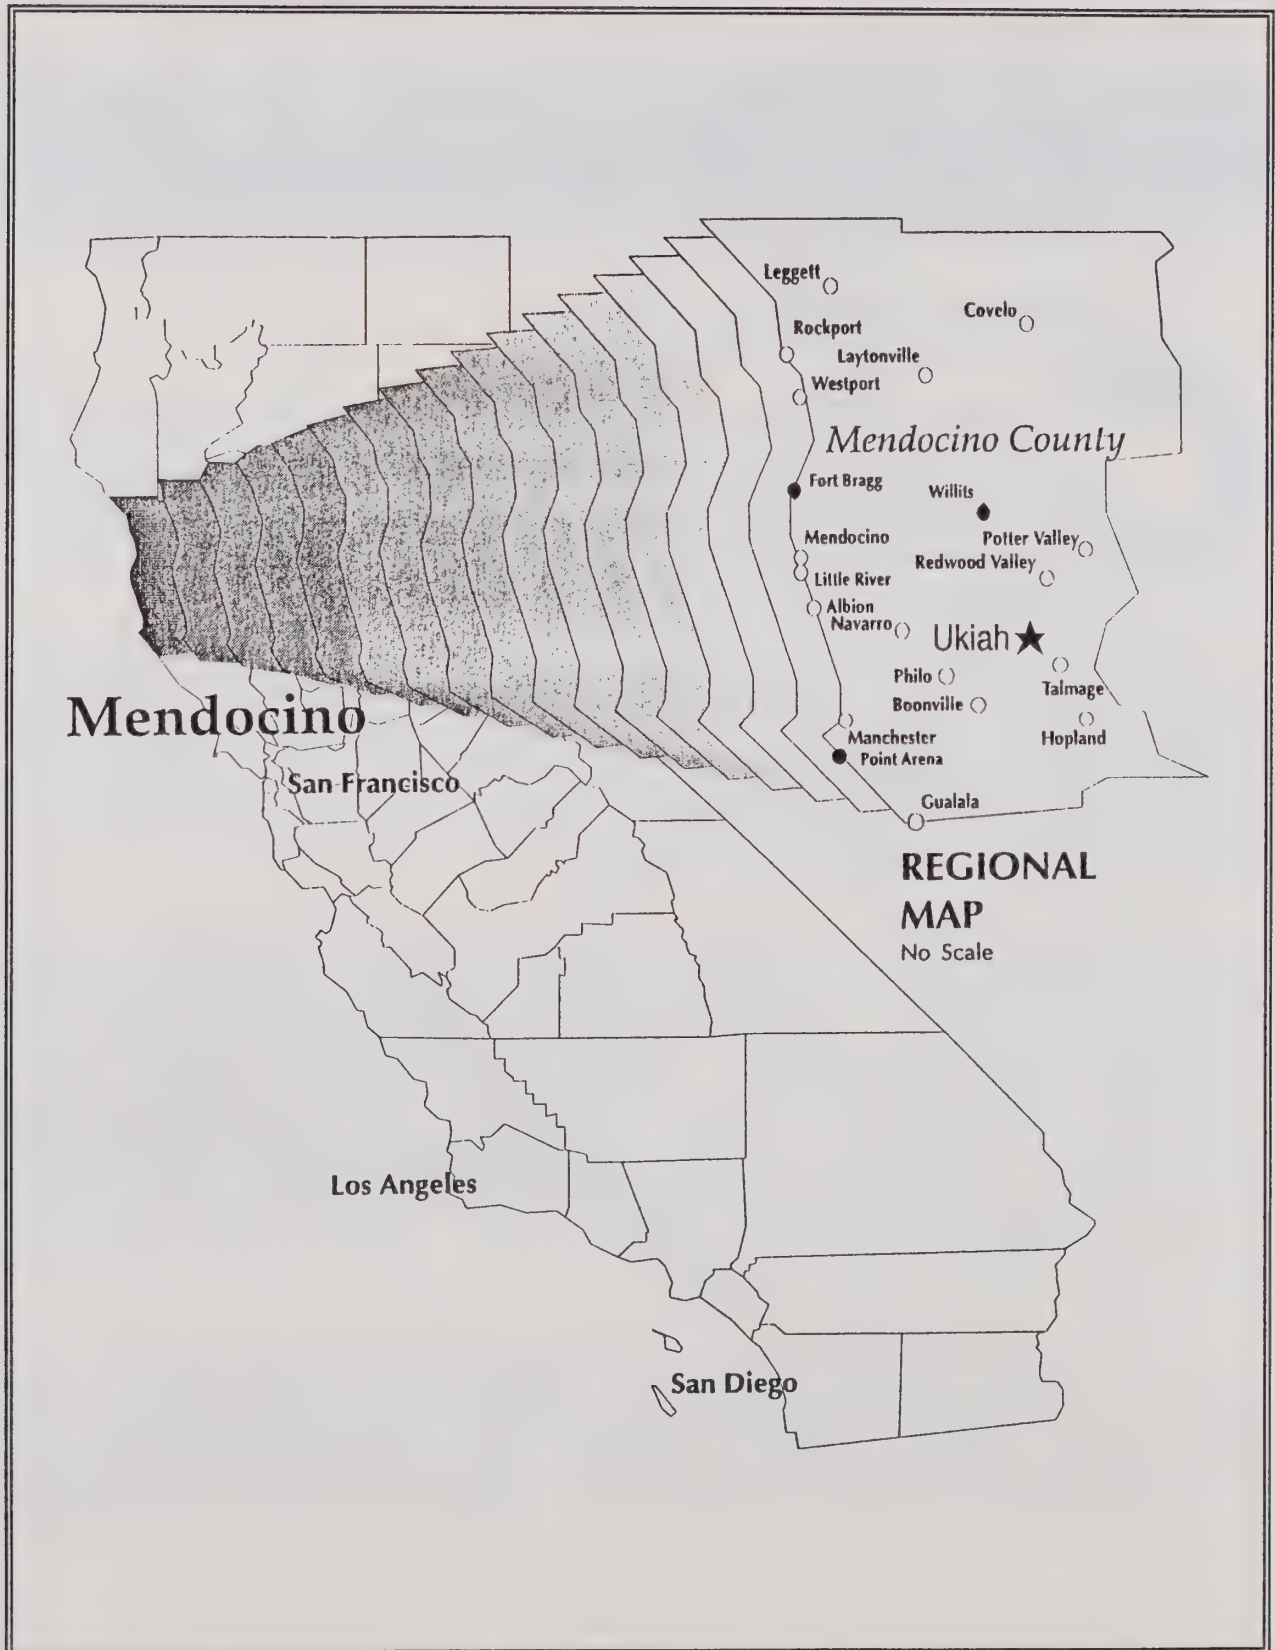 Leggett
Covelo
Rockport
Laytonville
Westport
Mendocino County
Fort Bragg
Willits
Mendocino
Potter Valley
Redwood Valley
Little River
Albion
Navarro
Ukiah
Philo
Talmage
Boonville
Mendocino
Manchester
Hopland
Point Arena
San Francisco
Gualala
REGIONAL
MAP
No Scale
Los Angeles
San Diego